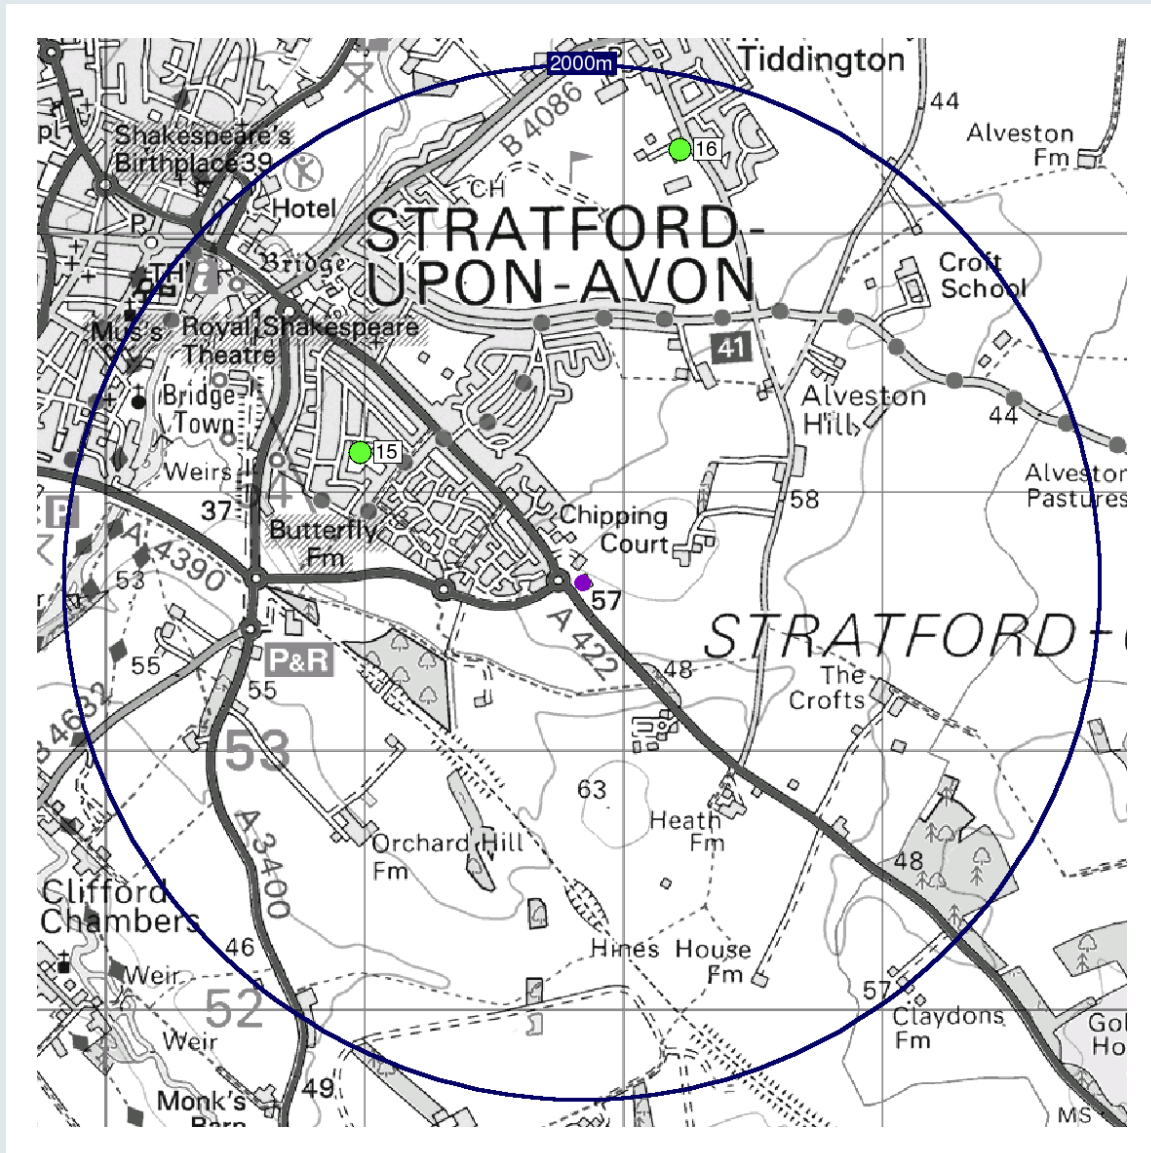 2000m
Tiddington
B 4086
44
Alveston
Fm
16
Shakespeare's
Birthplace
39
Hotel
CH
P
STRATFORD-
UPON-AVON
Bridge
TH
i
Croft
School
Mus's
Royal Shakespeare
Theatre
41
Bridge
Town
Alveston
Hill
44
15
Weirs
Alveston
Pastures
58
37
P
Chipping
Court
Butterfly
Fm
A 4390
53
57
A 422
STRATFORD-
P&R
55
55
48
The
Crofts
4632
53
63
Heath
Fm
Orchard Hill
Fm
48
A 3400
Clifford
Chambers
46
Hines House
Fm
Weir
57
52
Claydons
Fm
Weir
49
Monk's
MS